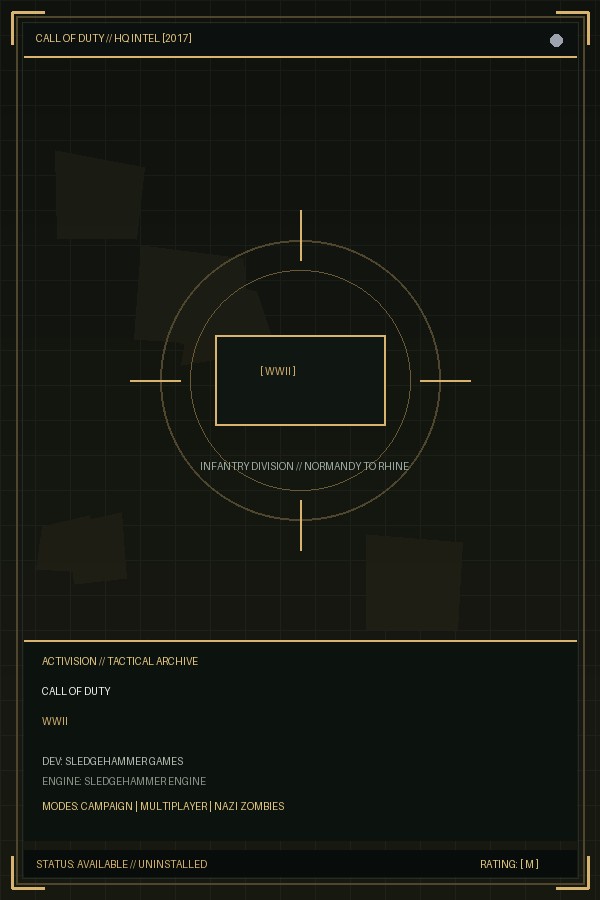 CALL OF DUTY // HQ INTEL [2017]
[ WWII ]
INFANTRY DIVISION // NORMANDY TO RHINE
ACTIVISION // TACTICAL ARCHIVE
CALL OF DUTY
WWII
DEV: SLEDGEHAMMER GAMES
ENGINE: SLEDGEHAMMER ENGINE
MODES: CAMPAIGN | MULTIPLAYER | NAZI ZOMBIES
STATUS: AVAILABLE // UNINSTALLED
RATING: [ M ]